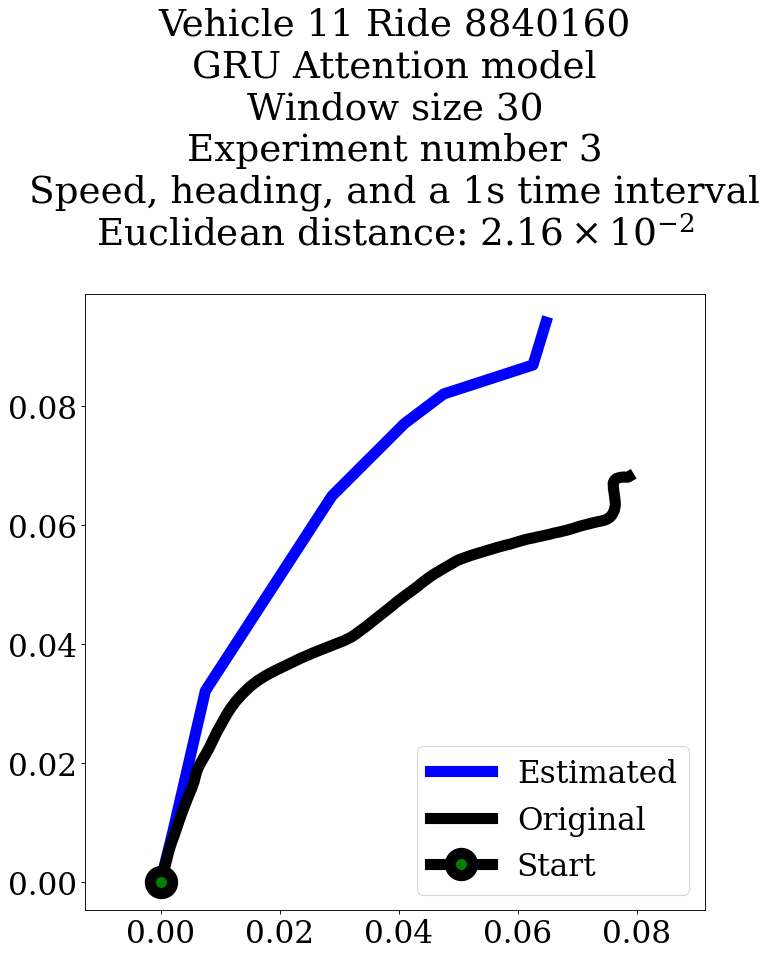 Vehicle 11 Ride 8840160
GRU Attention model
Window size 30
Experiment number 3
Speed, heading, and a 1s time interval
Euclidean distance: 2.16 × 10⁻²
0.08
0.06
0.04
0.02
0.00
Estimated
Original
Start
0.00 0.02 0.04 0.06 0.08